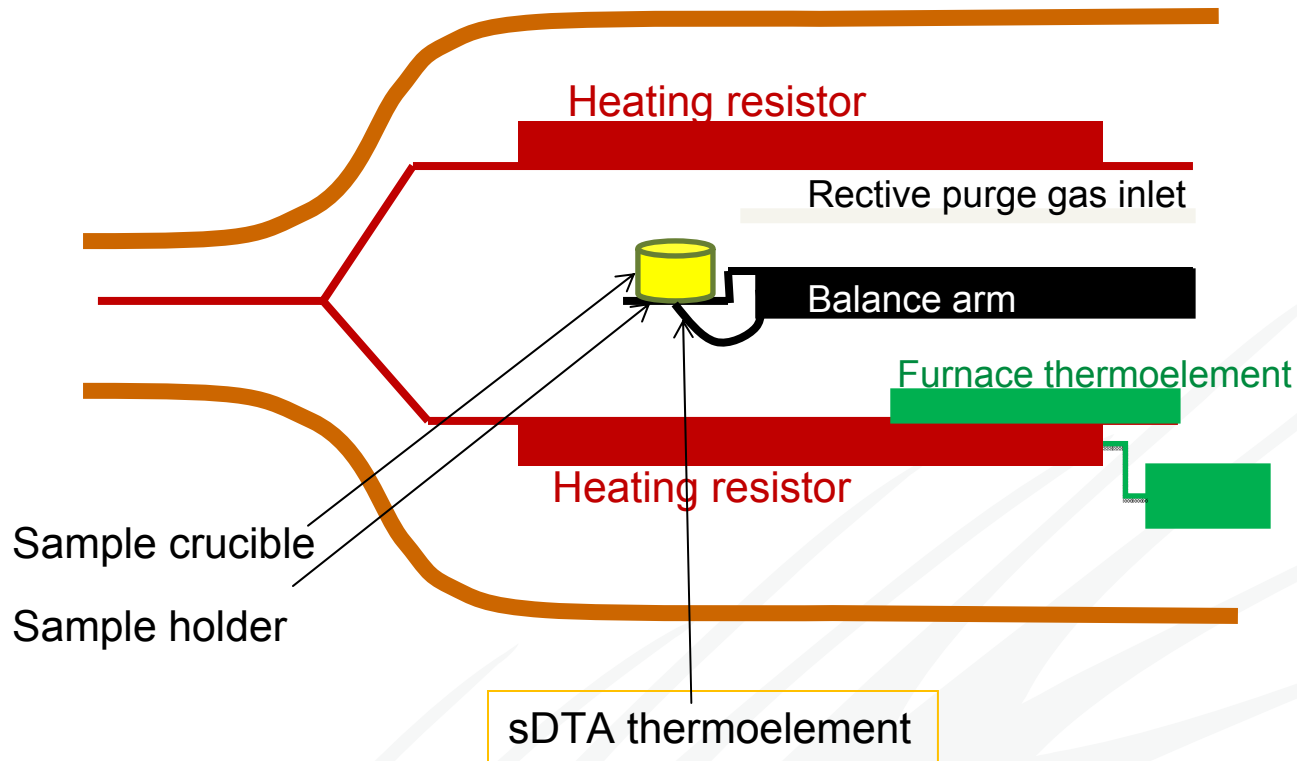 Heating resistor
Rective purge gas inlet
Balance arm
Furnace thermoelement
Heating resistor
Sample crucible
Sample holder
sDTA thermoelement